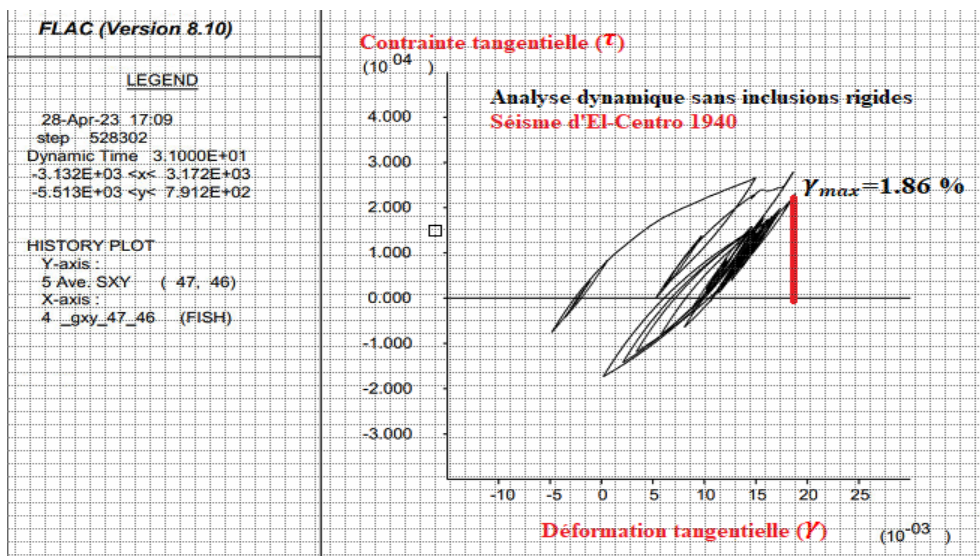 FLAC (Version 8.10)
LEGEND
28-Apr-23 17:09
step 528302
Dynamic Time 3.1000E+01
-3.132E+03 <x< 3.172E+03
-5.513E+03 <y< 7.912E+02
HISTORY PLOT
Y-axis :
5 Ave. SXY ( 47, 46)
X-axis :
4 _gxy_47_46 (FISH)
Contrainte tangentielle (τ)
(10 04 )
Analyse dynamique sans inclusions rigides
Séisme d'El-Centro 1940
γmax=1.86 %
4.000
3.000
2.000
1.000
0.000
-1.000
-2.000
-3.000
-10 -5 0 5 10 15 20 25
Déformation tangentielle (γ)
(10 -03 )